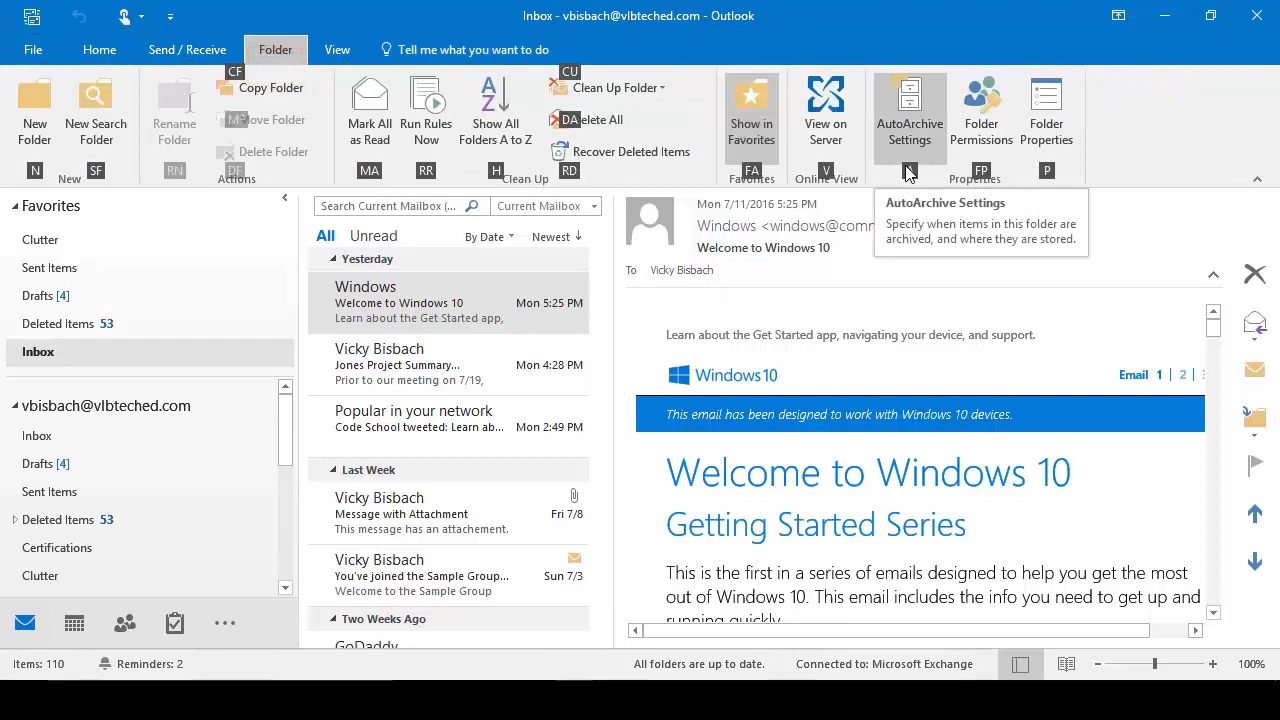 Inbox - vbisbach@vlbteched.com - Outlook
File Home Send / Receive Folder View Tell me what you want to do
New Folder
N
New
New Search Folder
SF
Rename Folder
RN
CF
Copy Folder
Move Folder
Delete Folder
DF
Actions
Mark All as Read
MA
Run Rules Now
RR
Show All Folders A to Z
H
CU
Clean Up Folder
DA
Recover Deleted Items
RD
Clean Up
Show in Favorites
FA
Favorites
View on Server
V
Online View
AutoArchive Settings
Folder Permissions
FP
Folder Properties
P
Properties
AutoArchive Settings
Specify when items in this folder are
archived, and where they are stored.
Favorites
Clutter
Sent Items
Drafts [4]
Deleted Items 53
Inbox
vbisbach@vlbteched.com
Inbox
Drafts [4]
Sent Items
Deleted Items 53
Certifications
Clutter
Search Current Mailbox (... Current Mailbox
All Unread By Date Newest
Yesterday
Windows
Welcome to Windows 10 Mon 5:25 PM
Learn about the Get Started app,
Vicky Bisbach
Jones Project Summary... Mon 4:28 PM
Prior to our meeting on 7/19,
Popular in your network
Code School tweeted: Learn ab... Mon 2:49 PM
Last Week
Vicky Bisbach
Message with Attachment Fri 7/8
This message has an attachement.
Vicky Bisbach
You've joined the Sample Group... Sun 7/3
Welcome to the Sample Group
Two Weeks Ago
GoDaddy
Mon 7/11/2016 5:25 PM
Windows <windows@comm
Welcome to Windows 10
To Vicky Bisbach
Learn about the Get Started app, navigating your device, and support.
Windows10
Email 1 | 2 |
This email has been designed to work with Windows 10 devices.
Welcome to Windows 10
Getting Started Series
This is the first in a series of emails designed to help you get the most
out of Windows 10. This email includes the info you need to get up and
running quickly.
Items: 110 Reminders: 2 All folders are up to date. Connected to: Microsoft Exchange 100%